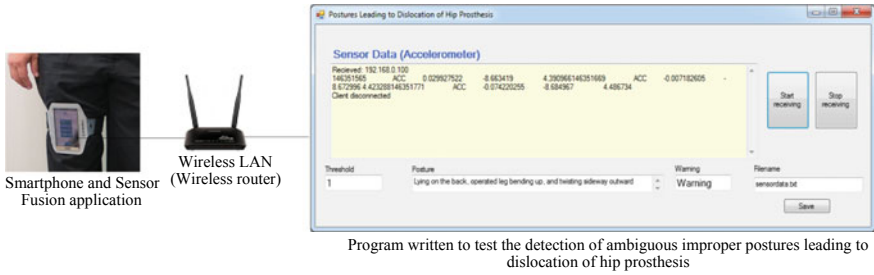 Postures Leading to Dislocation of Hip Prosthesis
Sensor Data (Accelerometer)
Recieved: 192.168.0.100
146351565 ACC 0.029927522 -8.663419 4.390966146351669 ACC -0.007182605 -
8.672996 4.423288146351771 ACC -0.074220255 -8.684967 4.486734
Client disconnected
Start receiving
Stop receiving
Threshold
1
Posture
Lying on the back, operated leg bending up, and twisting sideway outward
Warning
Warning
Filename
sensordata.txt
Save
Smartphone and Sensor
Fusion application
Wireless LAN
(Wireless router)
Program written to test the detection of ambiguous improper postures leading to
dislocation of hip prosthesis